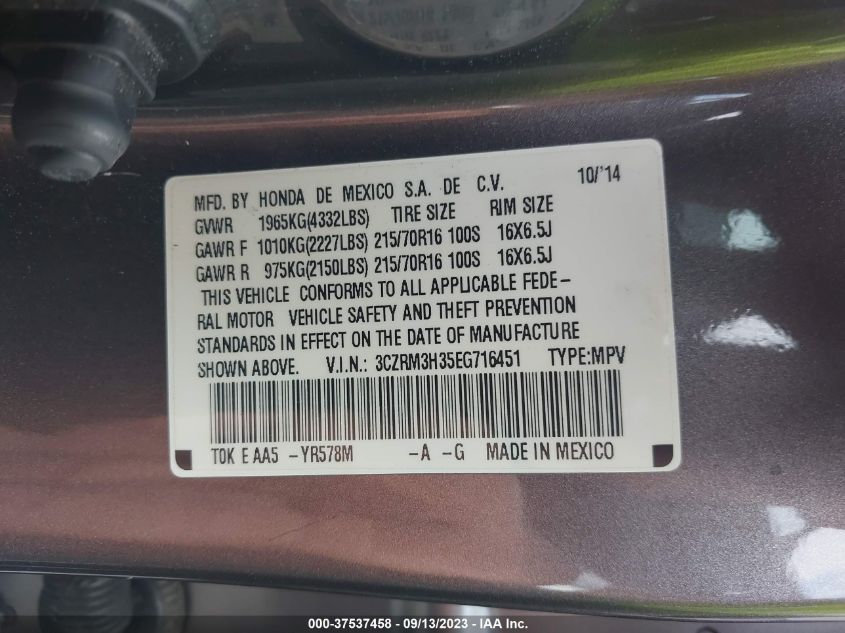 MFD. BY HONDA DE MEXICO S.A. DE C.V. 10/'14
GVWR 1965KG(4332LBS) TIRE SIZE RIM SIZE
GAWR F 1010KG(2227LBS) 215/70R16 100S 16X6.5J
GAWR R 975KG(2150LBS) 215/70R16 100S 16X6.5J
THIS VEHICLE CONFORMS TO ALL APPLICABLE FEDE-
RAL MOTOR VEHICLE SAFETY AND THEFT PREVENTION
STANDARDS IN EFFECT ON THE DATE OF MANUFACTURE
SHOWN ABOVE. V.I.N.: 3CZRM3H35EG716451 TYPE:MPV
T0K E AA5 -YR578M -A -G MADE IN MEXICO
000-37537458 - 09/13/2023 - IAA Inc.